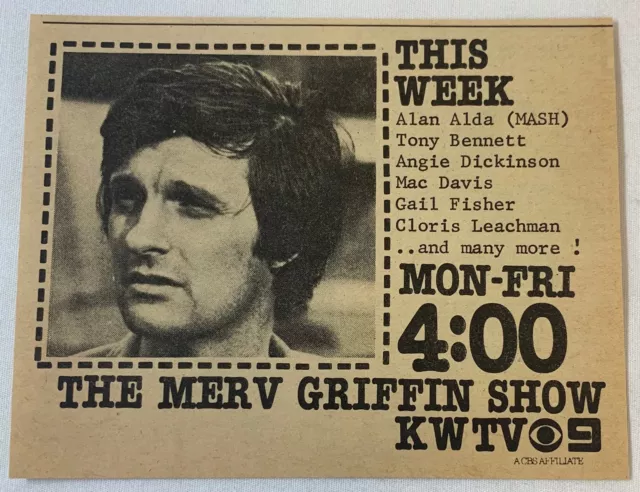 THIS
WEEK
Alan Alda (MASH)
Tony Bennett
Angie Dickinson
Mac Davis
Gail Fisher
Cloris Leachman
..and many more !
MON-FRI
4:00
THE MERV GRIFFIN SHOW
KWTV 9
A CBS AFFILIATE